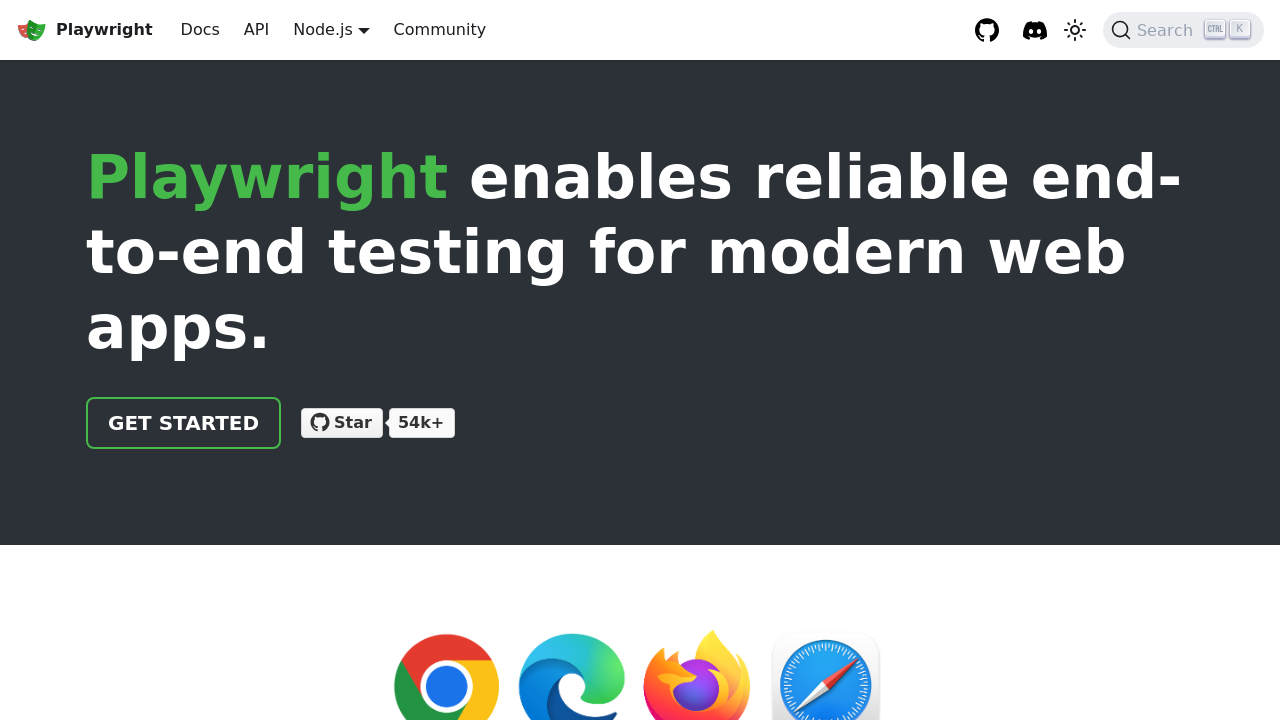 Playwright Docs API Node.js Community Search CTRL K
Playwright enables reliable end-
to-end testing for modern web
apps.
GET STARTED Star 54k+